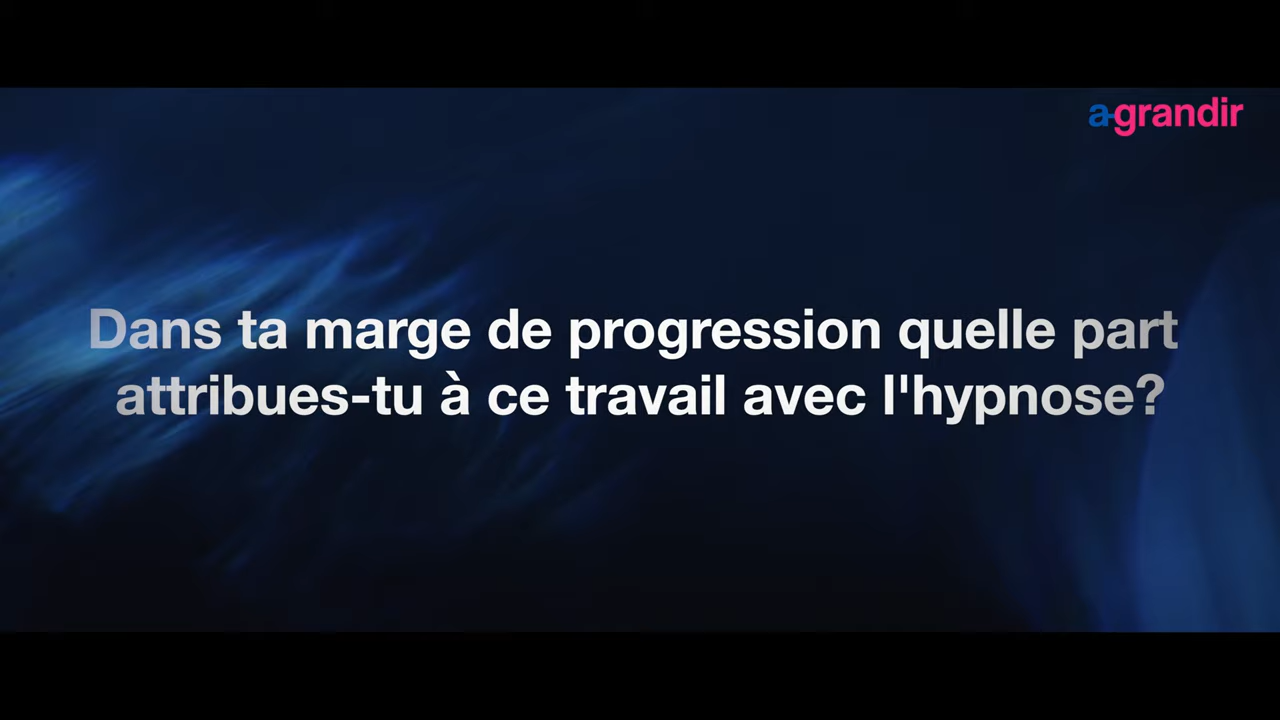 a-grandir
Dans ta marge de progression quelle part
attribues-tu à ce travail avec l'hypnose?